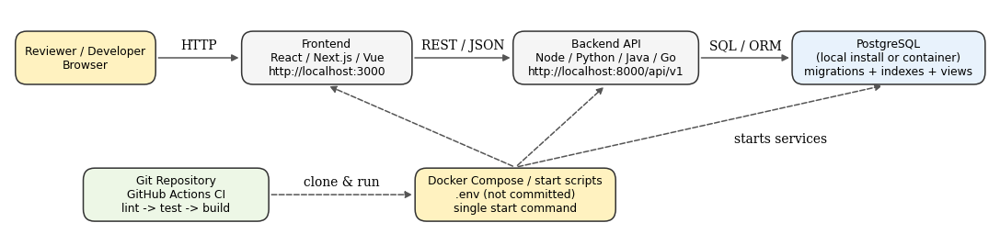 Reviewer / Developer
Browser
HTTP
Frontend
React / Next.js / Vue
http://localhost:3000
REST / JSON
Backend API
Node / Python / Java / Go
http://localhost:8000/api/v1
SQL / ORM
PostgreSQL
(local install or container)
migrations + indexes + views
starts services
Git Repository
GitHub Actions CI
lint -> test -> build
clone & run
Docker Compose / start scripts
.env (not committed)
single start command